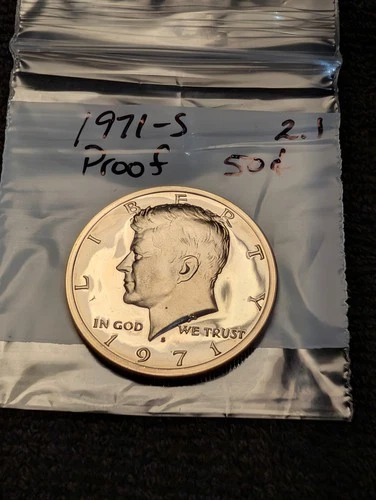 1971-S 2.1
Proof 50¢
LIBERTY
IN GOD WE TRUST
S
1971